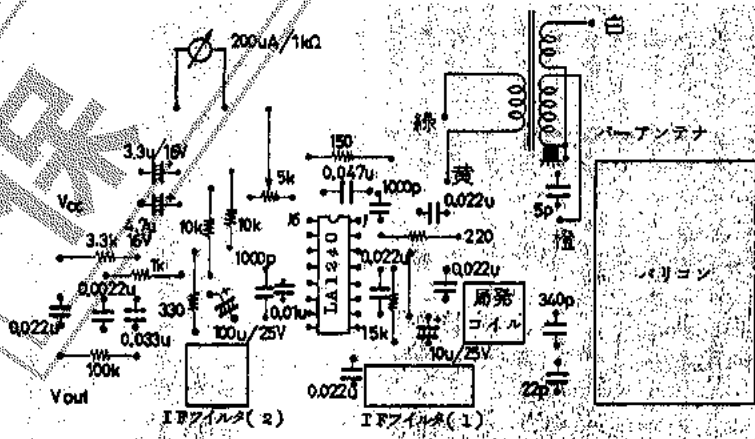 200uA/1kΩ
白
緑
バーアンテナ
150
黄
黒
3.3u/16V
0.047u
1000p
5k
0.022u
5p
Vcc
4.7u
16V
10k
10k
J6
J
220
橙
3.3k
1k
1000p
LA1240
0.022u
0.022u
バリコン
0.0022u
330
0.01u
局発
コイル
340p
0.022u
0.033u
100u/25V
15k
10u/25V
100k
0.022u
22p
Vout
IFフイルタ(2)
IFフイルタ(1)